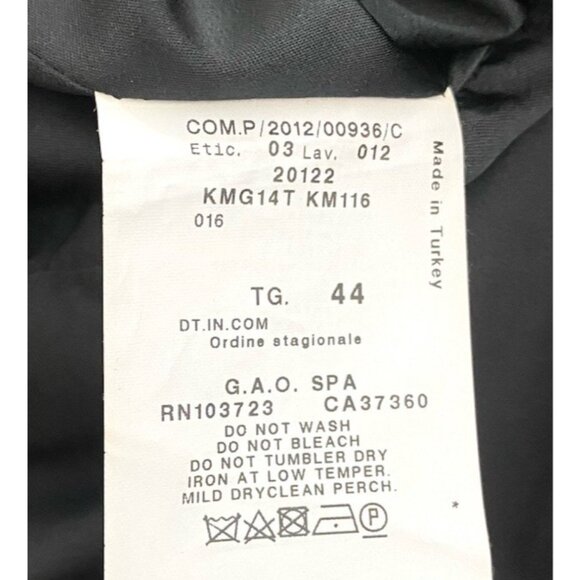 COM.P/2012/00936/C
Etic. 03 Lav. 012
20122
KMG14T KM116
016
Made in Turkey
TG. 44
DT.IN.COM
Ordine stagionale
G.A.O. SPA
RN103723 CA37360
DO NOT WASH
DO NOT BLEACH
DO NOT TUMBLER DRY
IRON AT LOW TEMPER.
MILD DRYCLEAN PERCH.
*
P